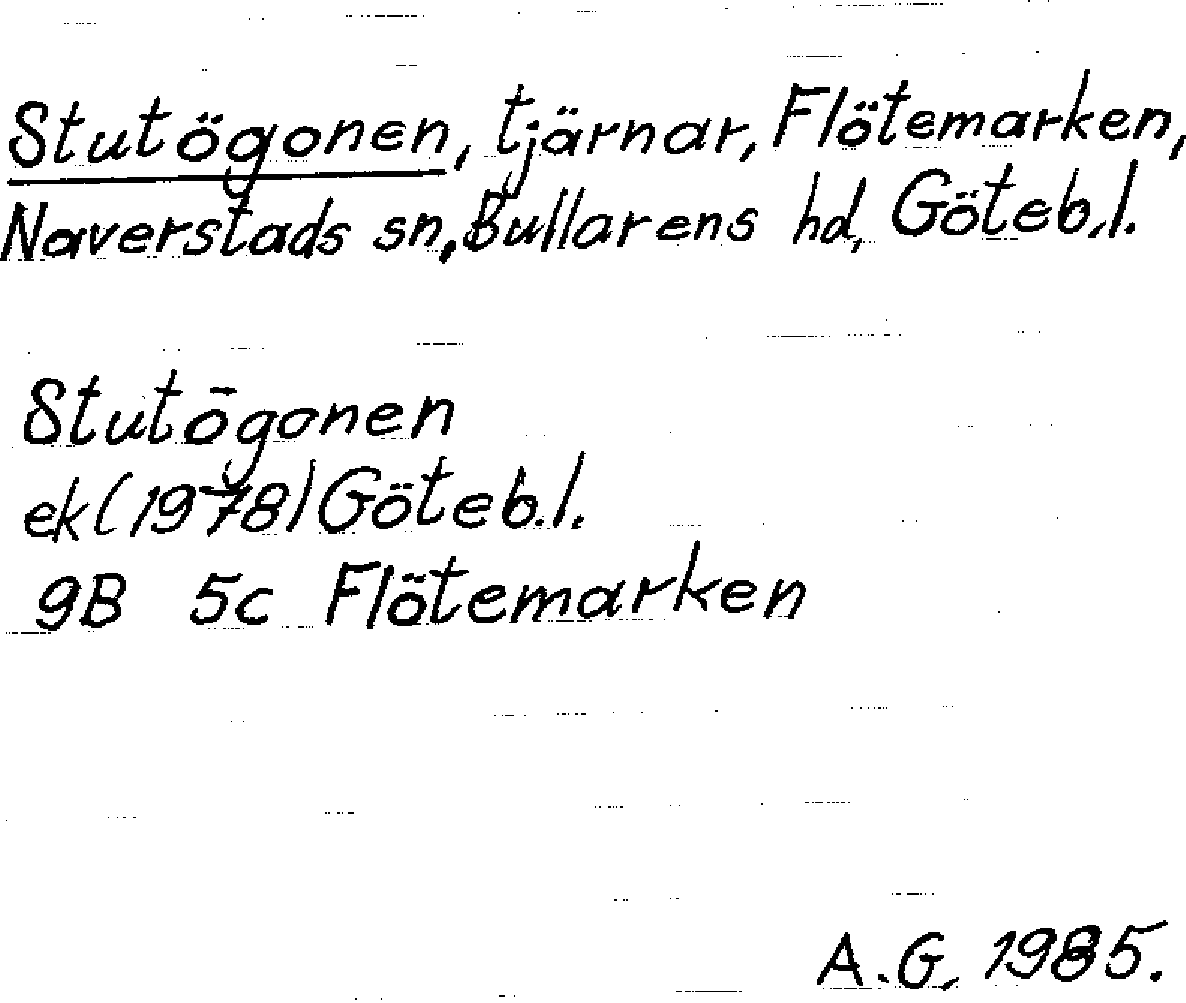 Stutögonen, tjärnar, Flötemarken,
Naverstads sn, Bullarens hd, Göteb.l.
Stutögonen
ek (1978) Göteb.l.
9B 5c Flötemarken
A.G. 1985.